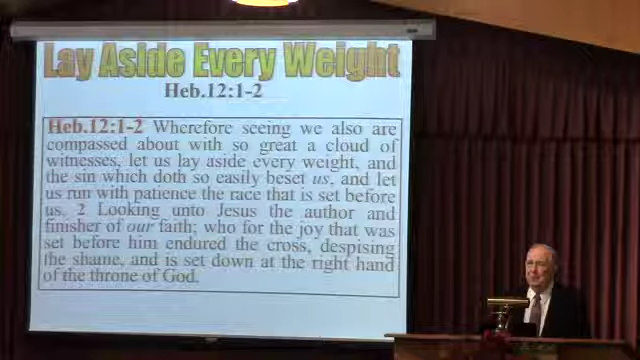 Lay Aside Every Weight
Heb.12:1-2
Heb.12:1-2 Wherefore seeing we also are
compassed about with so great a cloud of
witnesses, let us lay aside every weight, and
the sin which doth so easily beset us, and let
us run with patience the race that is set before
us, 2 Looking unto Jesus the author and
finisher of our faith; who for the joy that was
set before him endured the cross, despising
the shame, and is set down at the right hand
of the throne of God.